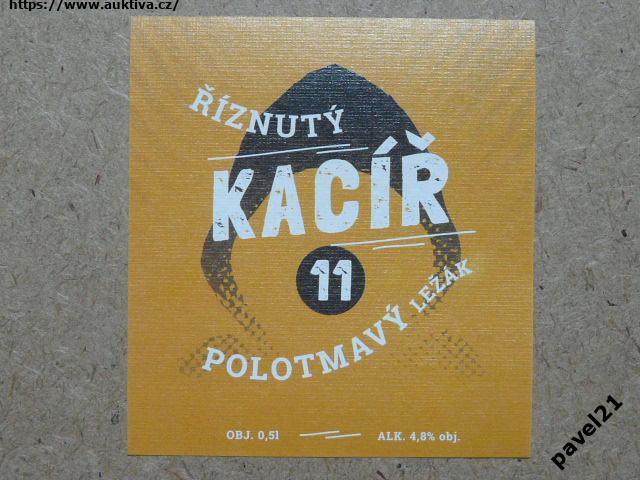 https://www.auktiva.cz/
ŘÍZNUTÝ
KACÍŘ
11
POLOTMAVÝ LEŽÁK
OBJ. 0,5l
ALK. 4,8% obj.
pavel21